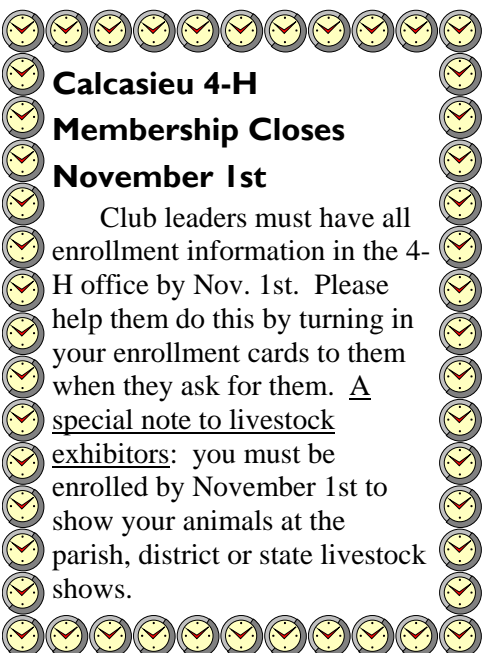 Calcasieu 4-H
Membership Closes
November 1st
Club leaders must have all
enrollment information in the 4-
H office by Nov. 1st.  Please
help them do this by turning in
your enrollment cards to them
when they ask for them.  A
special note to livestock
exhibitors:  you must be
enrolled by November 1st to
show your animals at the
parish, district or state livestock
shows.